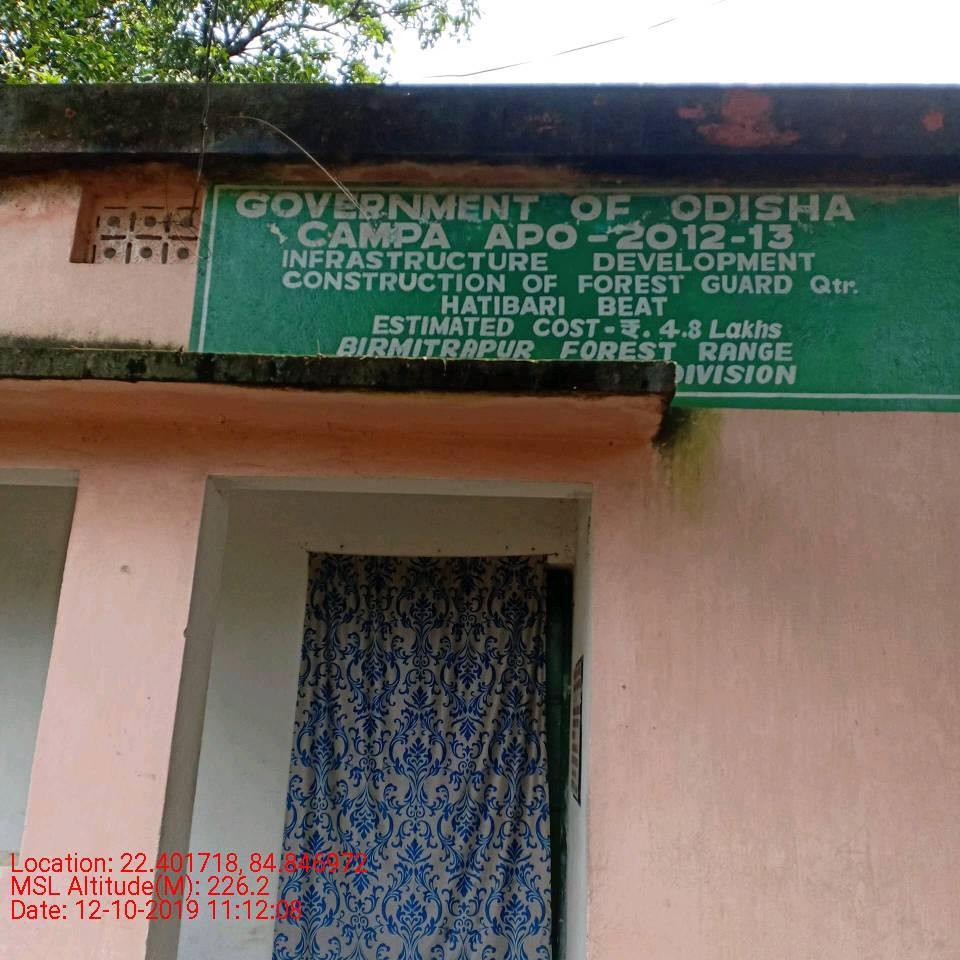 GOVERNMENT OF ODISHA
CAMPA APO-2012-13
INFRASTRUCTURE DEVELOPMENT
CONSTRUCTION OF FOREST GUARD Qtr.
HATIBARI BEAT
ESTIMATED COST-₹. 4.8 Lakhs
BIRMITRAPUR FOREST RANGE
DIVISION
Location: 22.401718, 84.846972
MSL Altitude(M): 226.2
Date: 12-10-2019 11:12:08